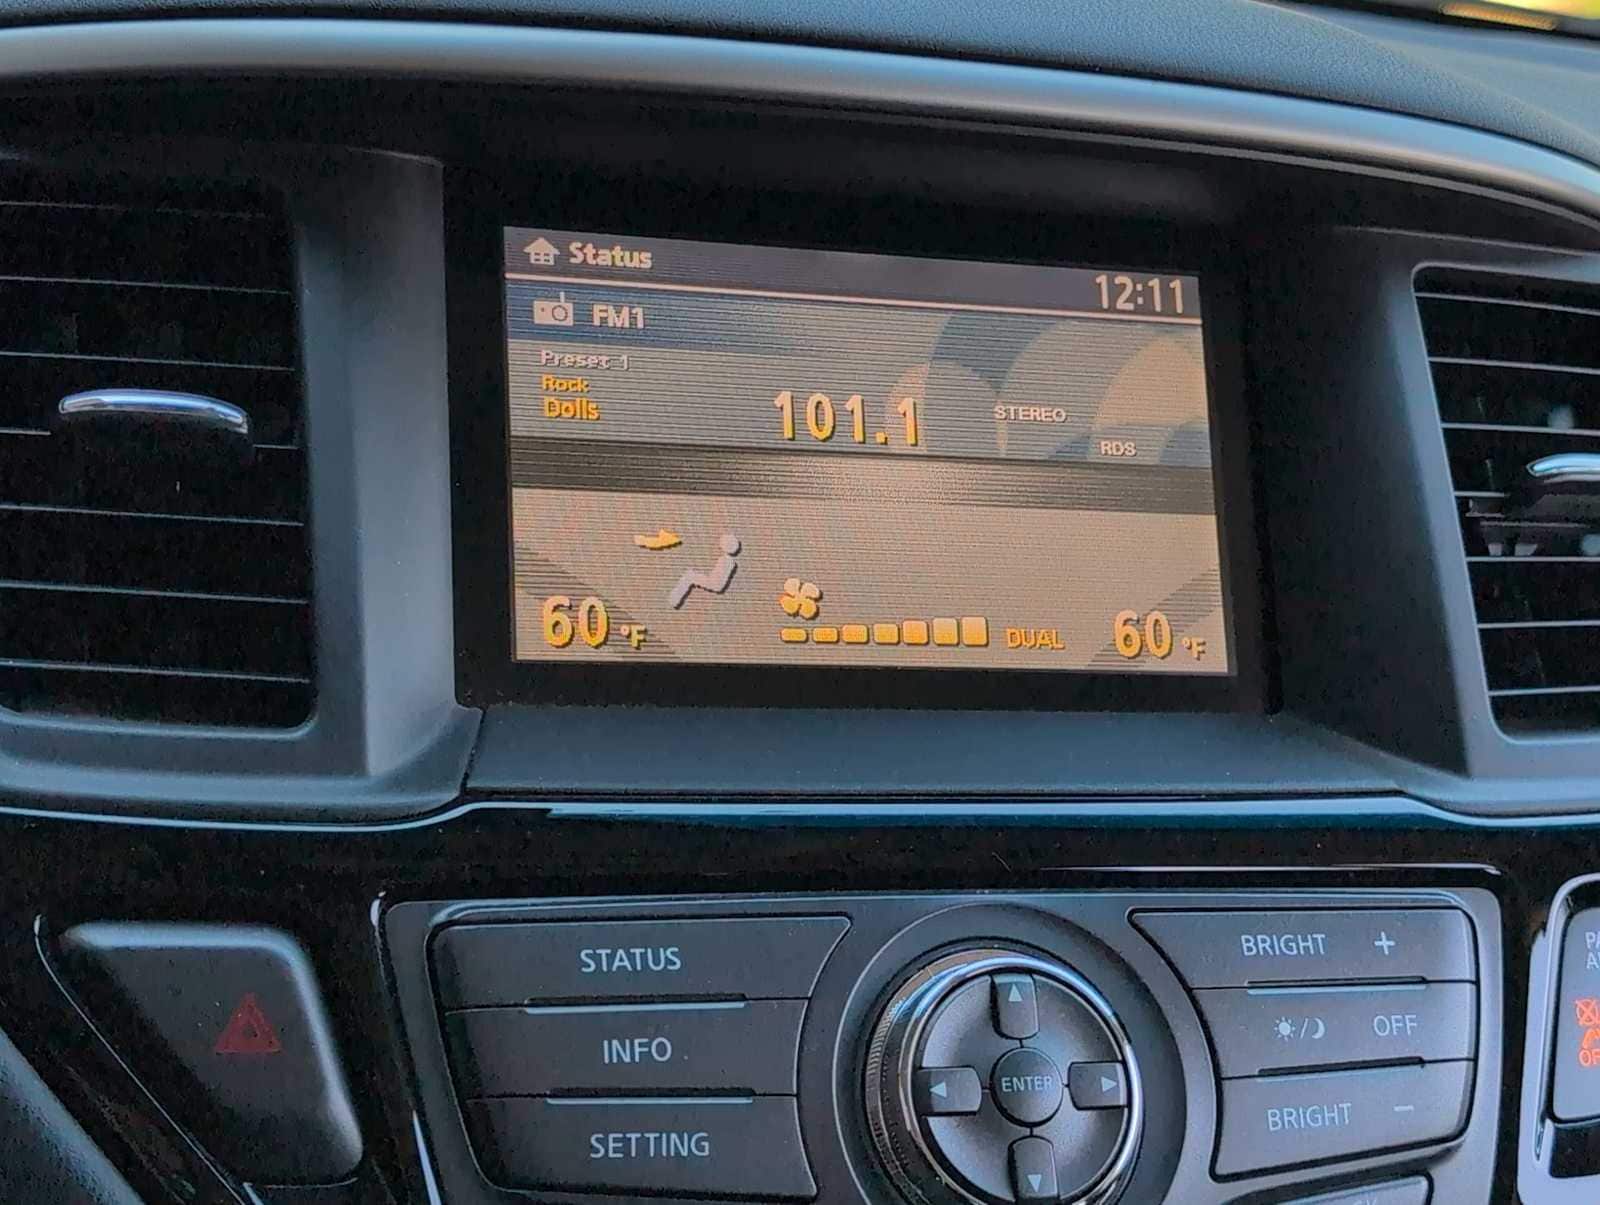 Status
12:11
FM1
Preset 1
Rock
Dolls
101.1
STEREO
RDS
60 °F
DUAL
60 °F
STATUS
INFO
SETTING
ENTER
BRIGHT +
OFF
BRIGHT −